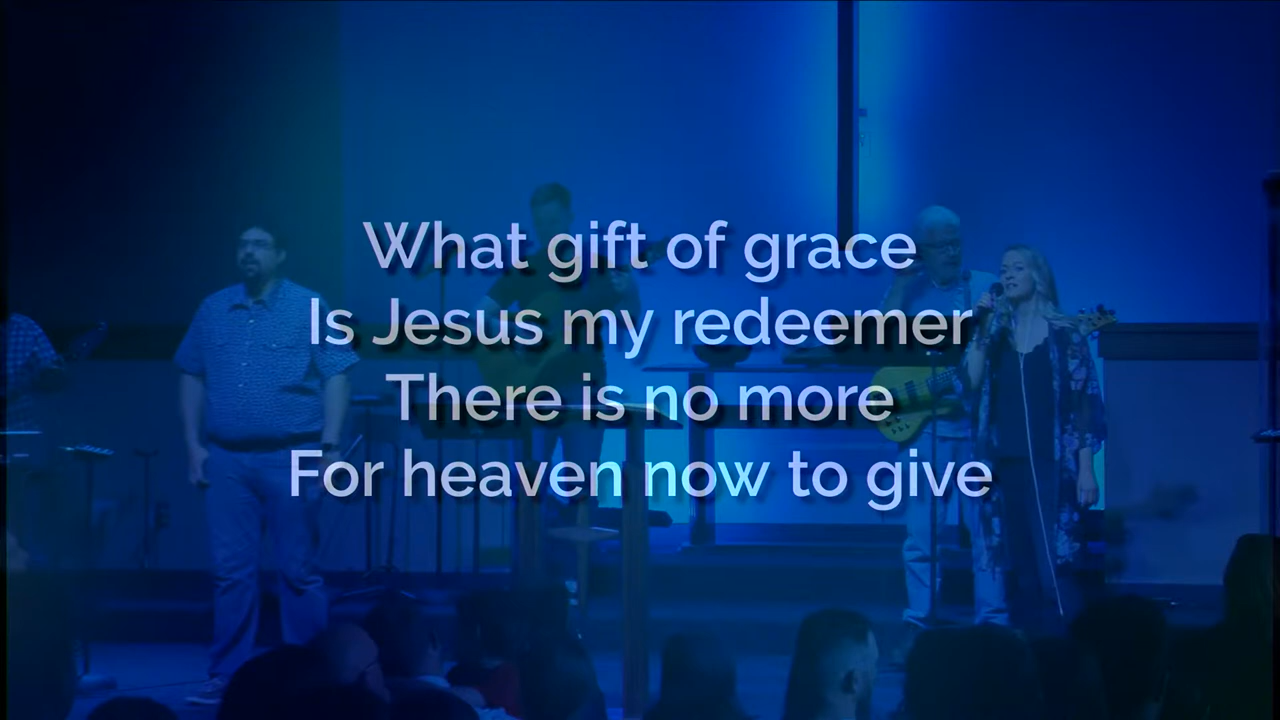 What gift of grace
Is Jesus my redeemer
There is no more
For heaven now to give